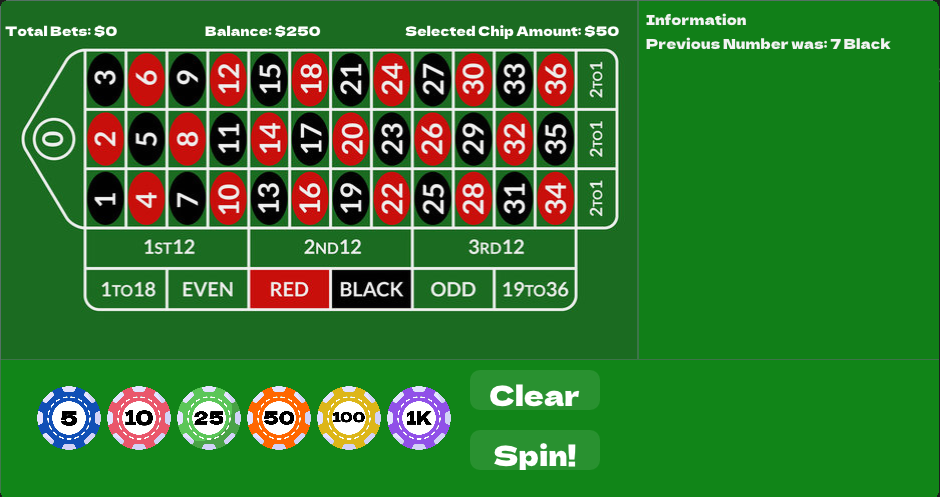 Total Bets: $0 Balance: $250 Selected Chip Amount: $50
Information
Previous Number was: 7 Black
3 6 9 12 15 18 21 24 27 30 33 36 2TO1
0 2 5 8 11 14 17 20 23 26 29 32 35 2TO1
1 4 7 10 13 16 19 22 25 28 31 34 2TO1
1ST12 2ND12 3RD12
1TO18 EVEN RED BLACK ODD 19TO36
5 10 25 50 100 1K
Clear
Spin!